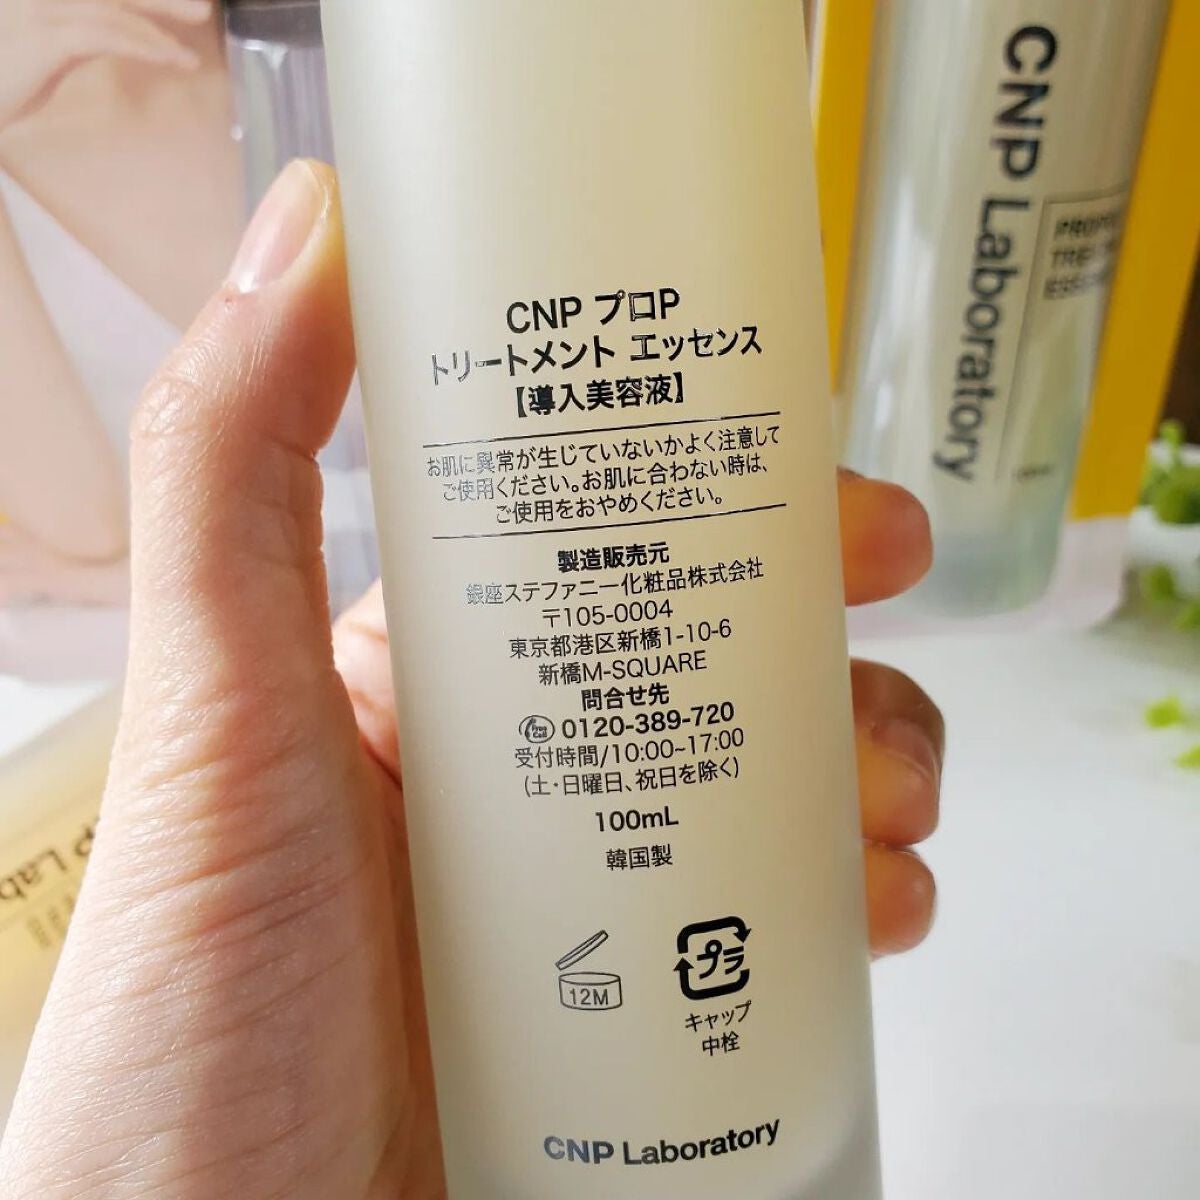 CNP プロP
トリートメント エッセンス
【導入美容液】
お肌に異常が生じていないかよく注意して
ご使用ください。お肌に合わない時は、
ご使用をおやめください。
製造販売元
銀座ステファニー化粧品株式会社
〒105-0004
東京都港区新橋1-10-6
新橋M-SQUARE
問合せ先
Free Call 0120-389-720
受付時間/10:00~17:00
(土・日曜日、祝日を除く)
100mL
韓国製
12M
プラ
キャップ
中栓
CNP Laboratory
CNP Laboratory